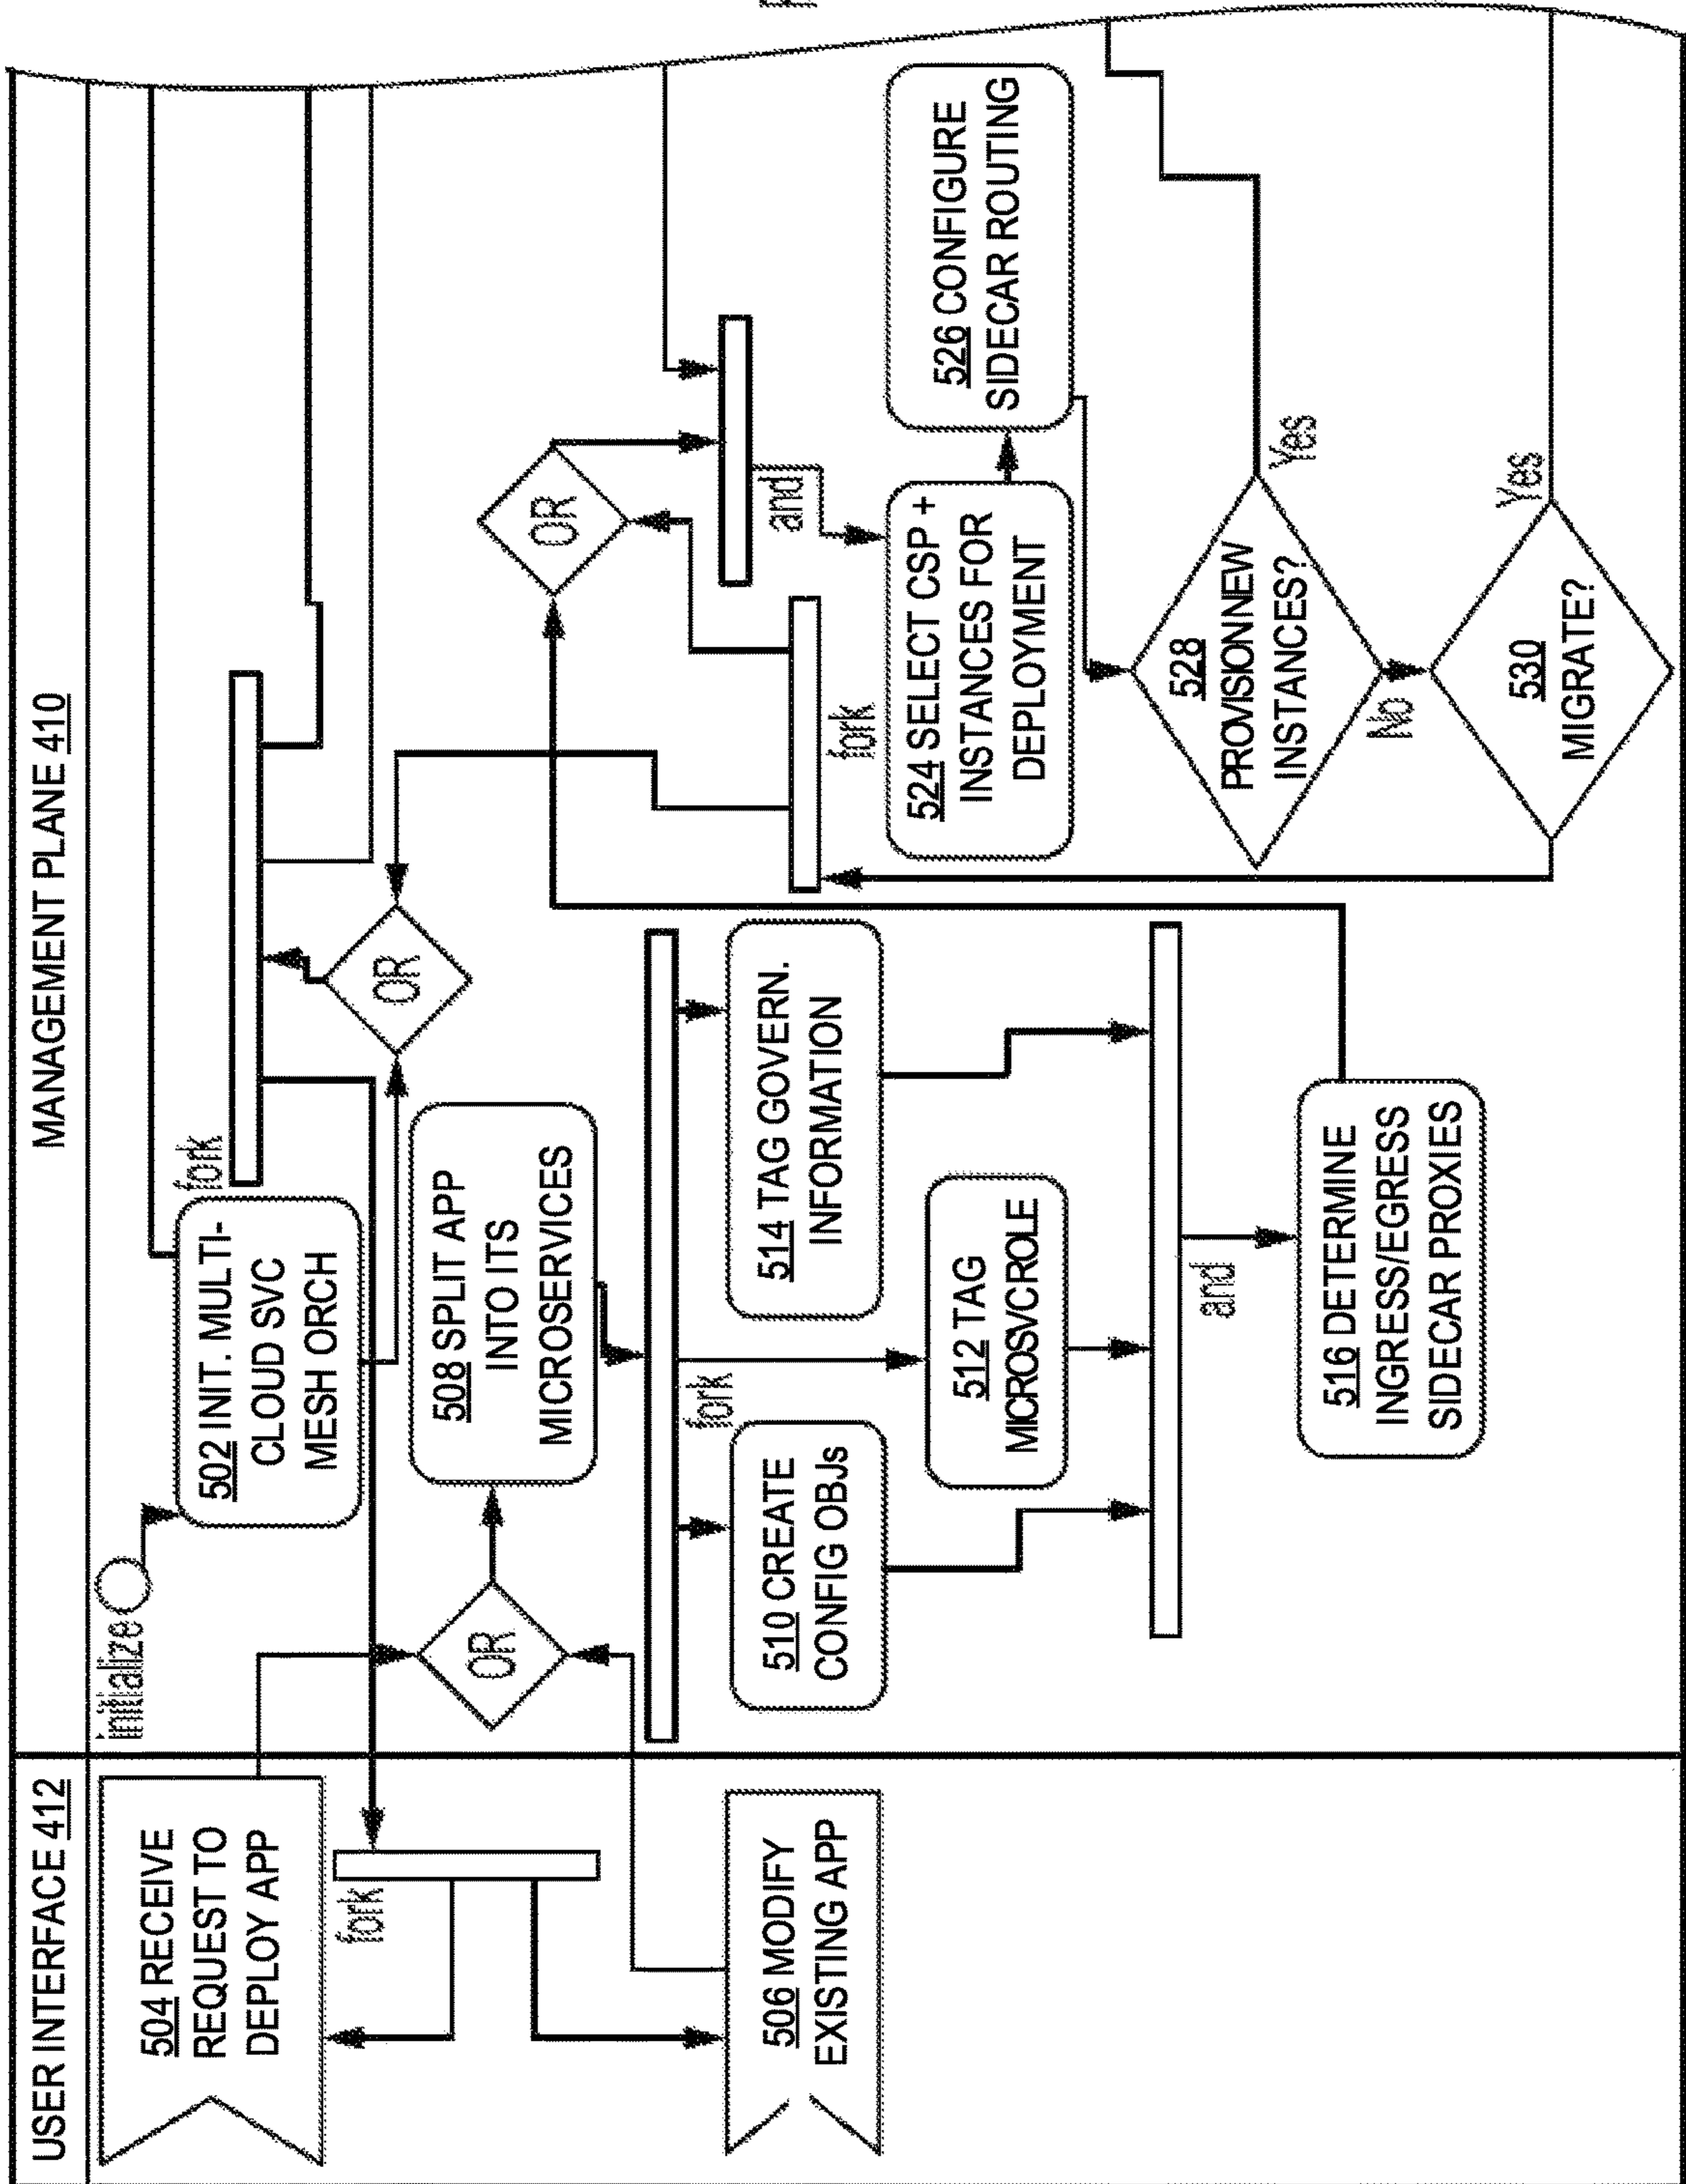 USER INTERFACE 412
504 RECEIVE
REQUEST TO
DEPLOY APP
fork
506 MODIFY
EXISTING APP
MANAGEMENT PLANE 410
initialize
502 INIT. MULTI-
CLOUD SVC
MESH ORCH
fork
OR
OR
508 SPLIT APP
INTO ITS
MICROSERVICES
fork
510 CREATE
CONFIG OBJs
512 TAG
MICROSVCROLE
514 TAG GOVERN.
INFORMATION
and
516 DETERMINE
INGRESS/EGRESS
SIDECAR PROXIES
OR
and
fork
524 SELECT CSP +
INSTANCES FOR
DEPLOYMENT
526 CONFIGURE
SIDECAR ROUTING
528
PROVISION NEW
INSTANCES?
Yes
No
530
MIGRATE?
Yes